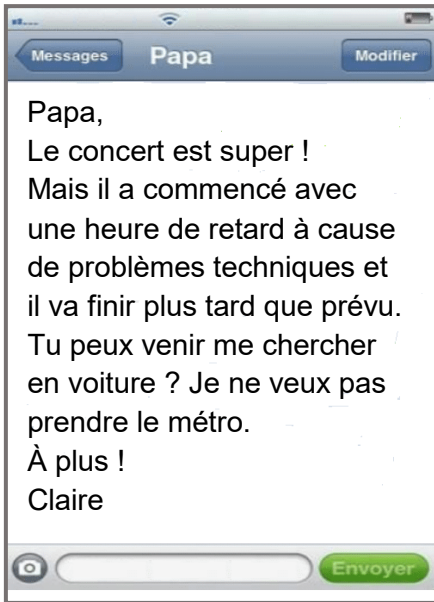 Messages
Papa
Modifier
Papa,
Le concert est super !
Mais il a commencé avec
une heure de retard à cause
de problèmes techniques et
il va finir plus tard que prévu.
Tu peux venir me chercher
en voiture ? Je ne veux pas
prendre le métro.
À plus !
Claire
Envoyer